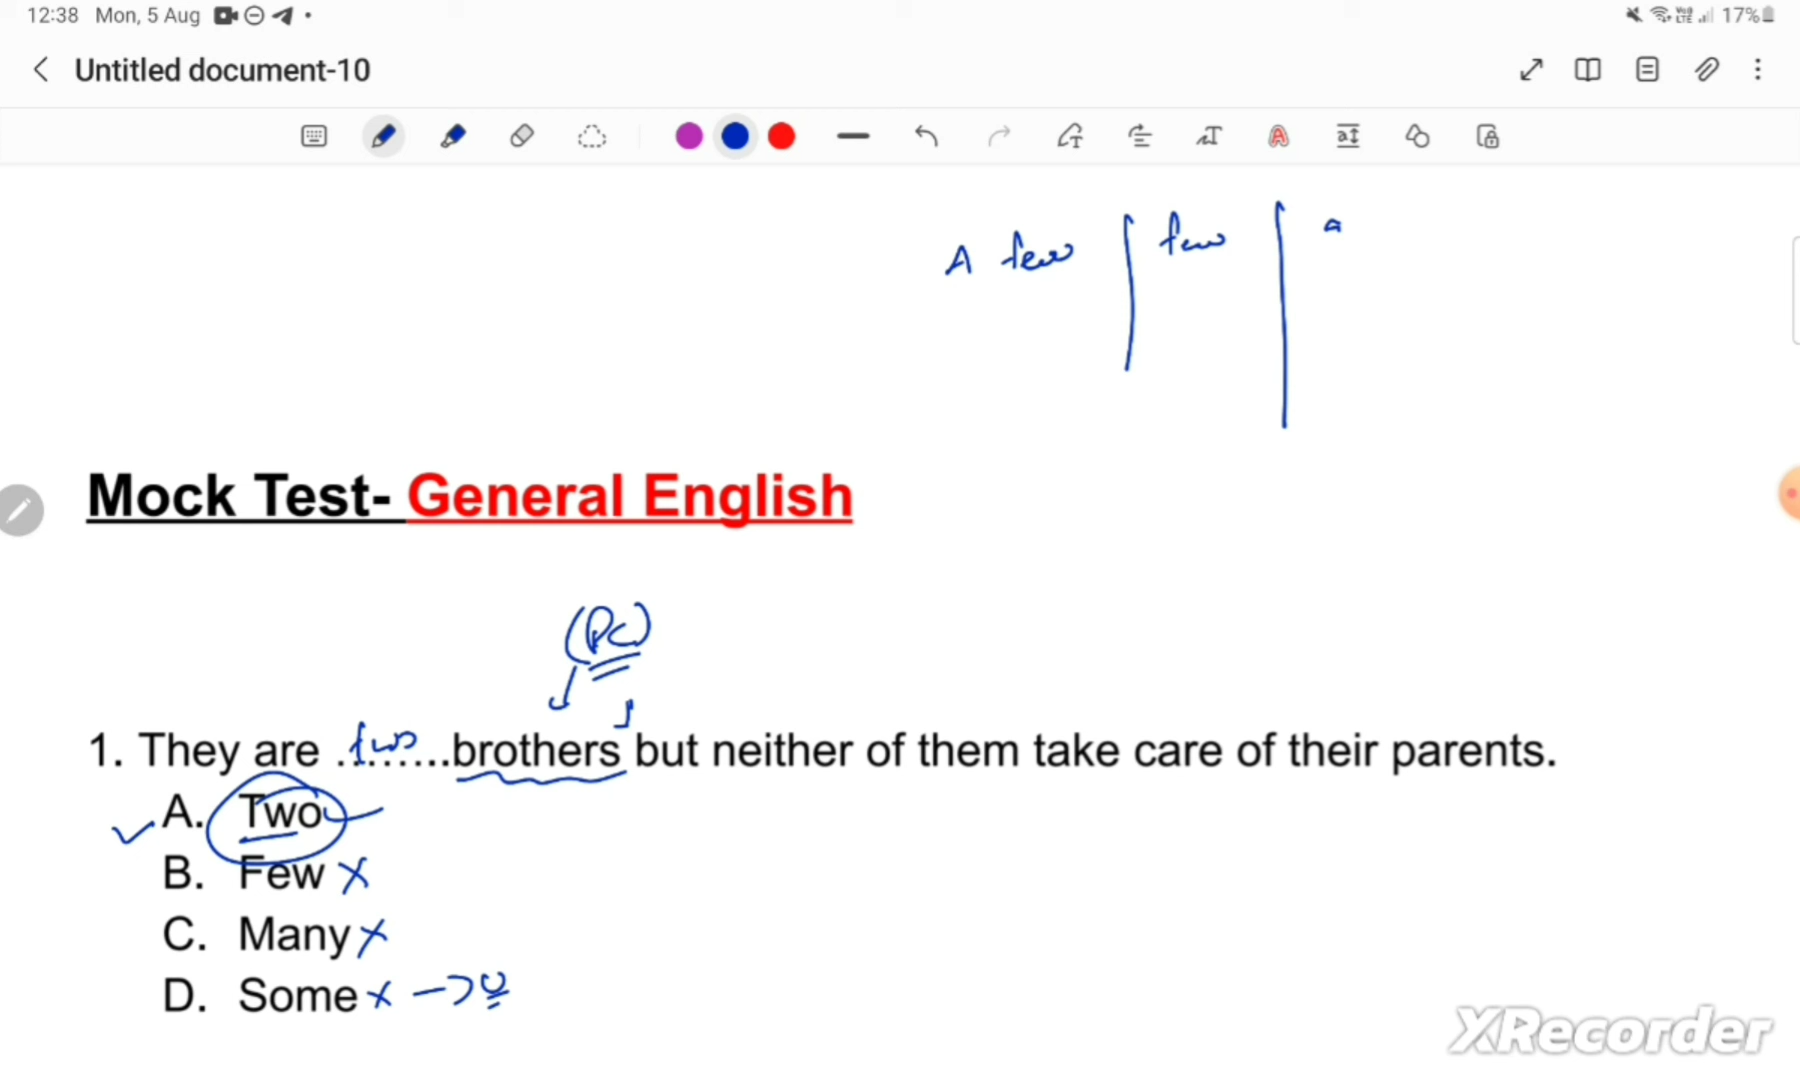 12:38 Mon, 5 Aug
17%
Untitled document-10
A few few a
Mock Test- General English
(PC)
1. They are two.......brothers but neither of them take care of their parents.
A. Two
B. Few x
C. Many x
D. Some x → U
XRecorder